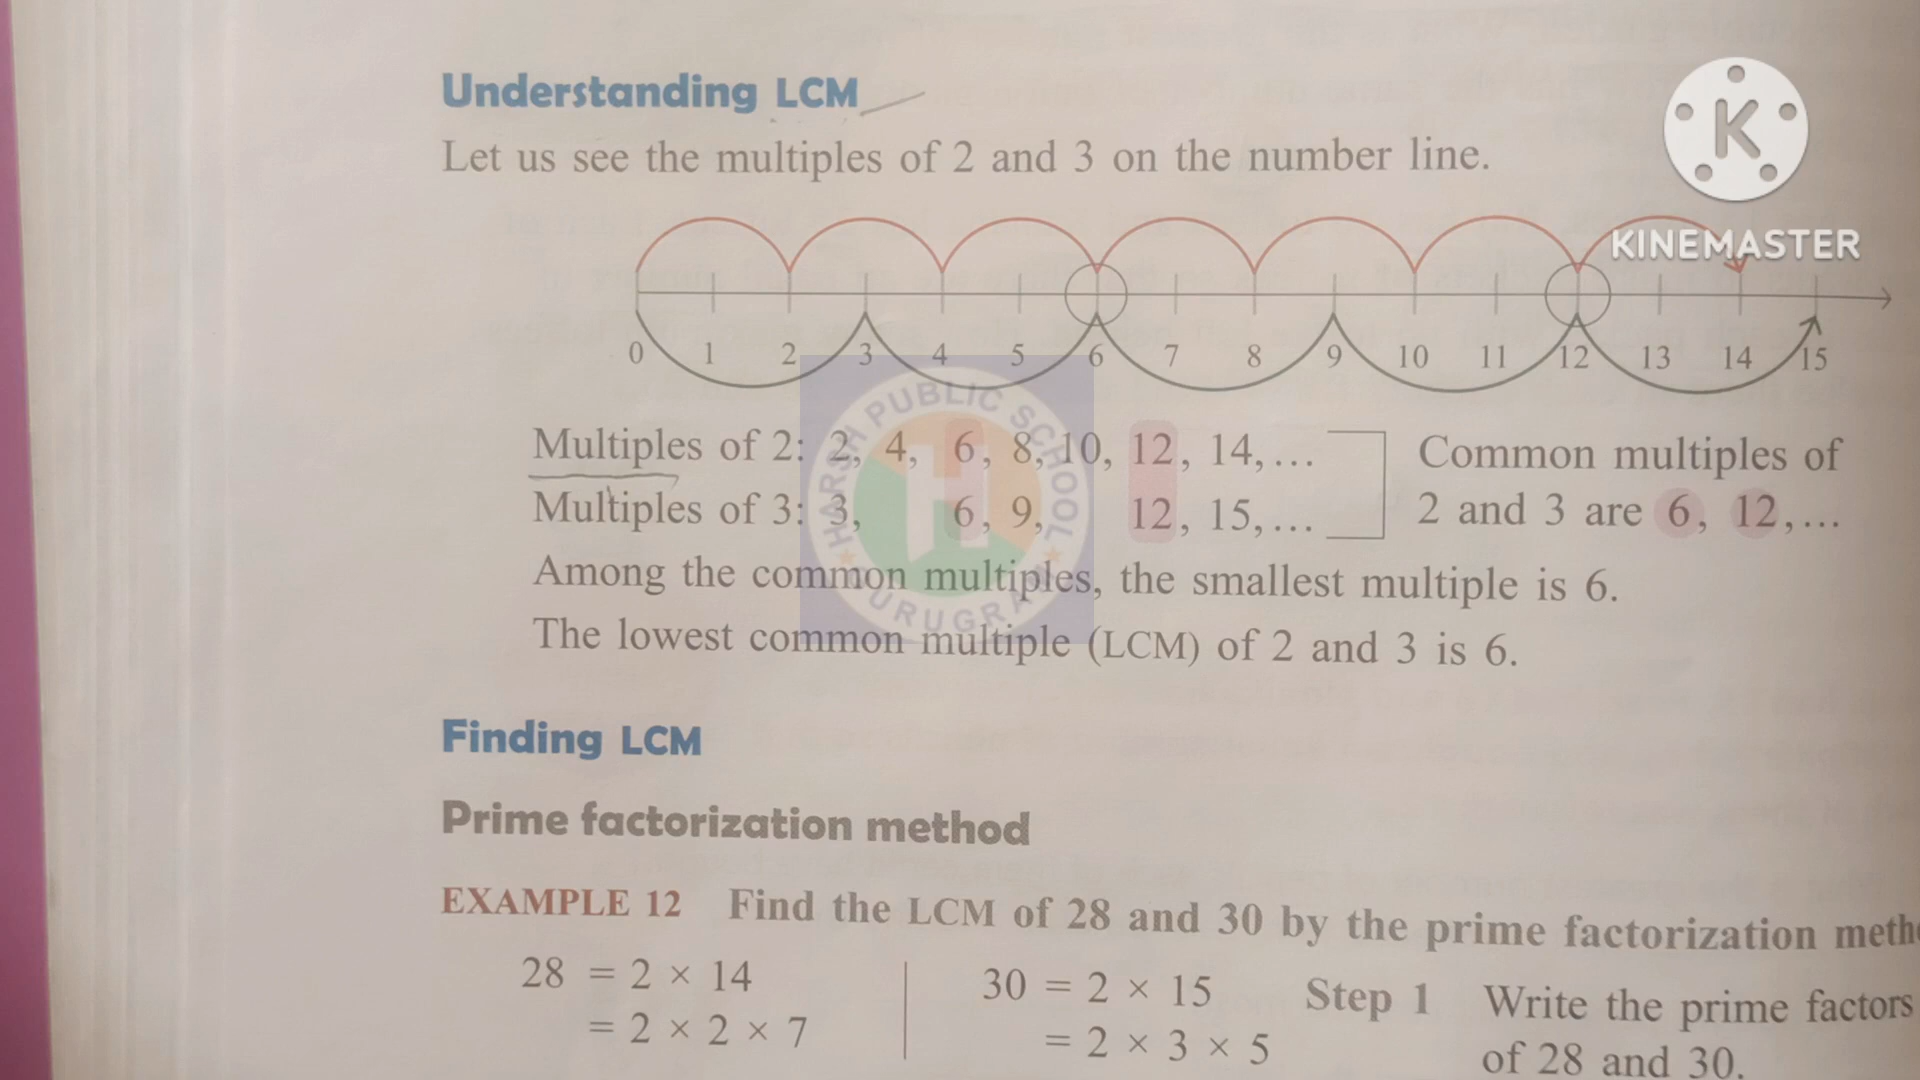 Understanding LCM
Let us see the multiples of 2 and 3 on the number line.
KINEMASTER
0 1 2 3 4 5 6 7 8 9 10 11 12 13 14 15
Multiples of 2: 2, 4, 6, 8, 10, 12, 14,...
Multiples of 3: 3, 6, 9, 12, 15,...
Common multiples of
2 and 3 are 6, 12,...
HARSH PUBLIC SCHOOL
GURUGRAM
Among the common multiples, the smallest multiple is 6.
The lowest common multiple (LCM) of 2 and 3 is 6.
Finding LCM
Prime factorization method
EXAMPLE 12 Find the LCM of 28 and 30 by the prime factorization meth
28 = 2 × 14
= 2 × 2 × 7
30 = 2 × 15
= 2 × 3 × 5
Step 1 Write the prime factors
of 28 and 30.